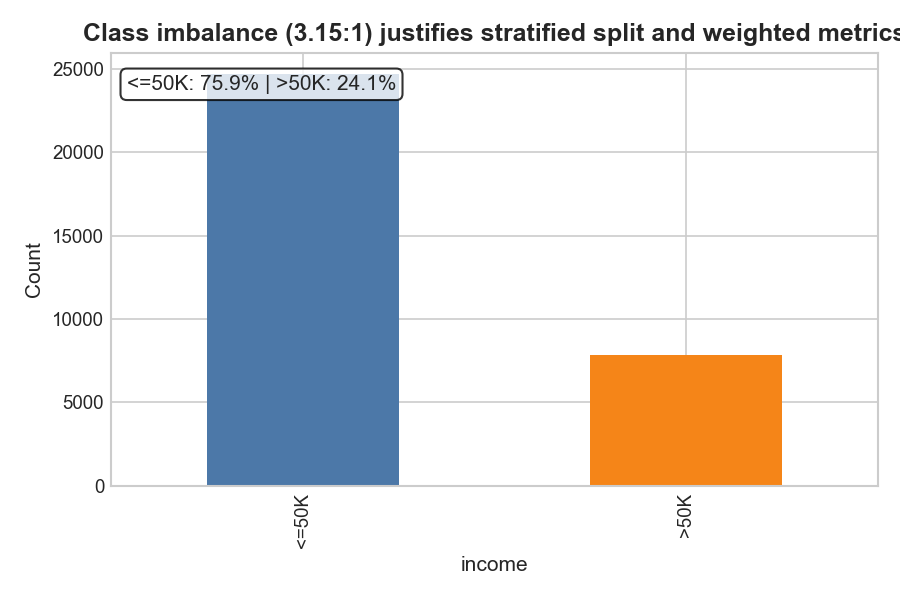 Class imbalance (3.15:1) justifies stratified split and weighted metrics
25000
<=50K: 75.9% | >50K: 24.1%
20000
15000
10000
5000
0
Count
<=50K
>50K
income